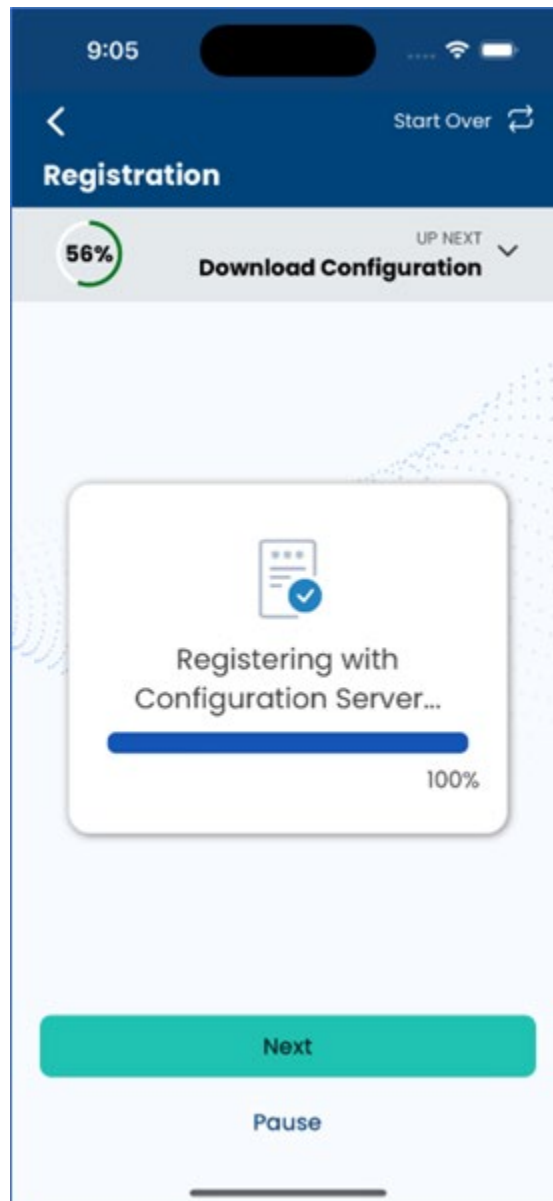 9:05
Start Over
Registration
56%
UP NEXT
Download Configuration
Registering with
Configuration Server...
100%
Next
Pause